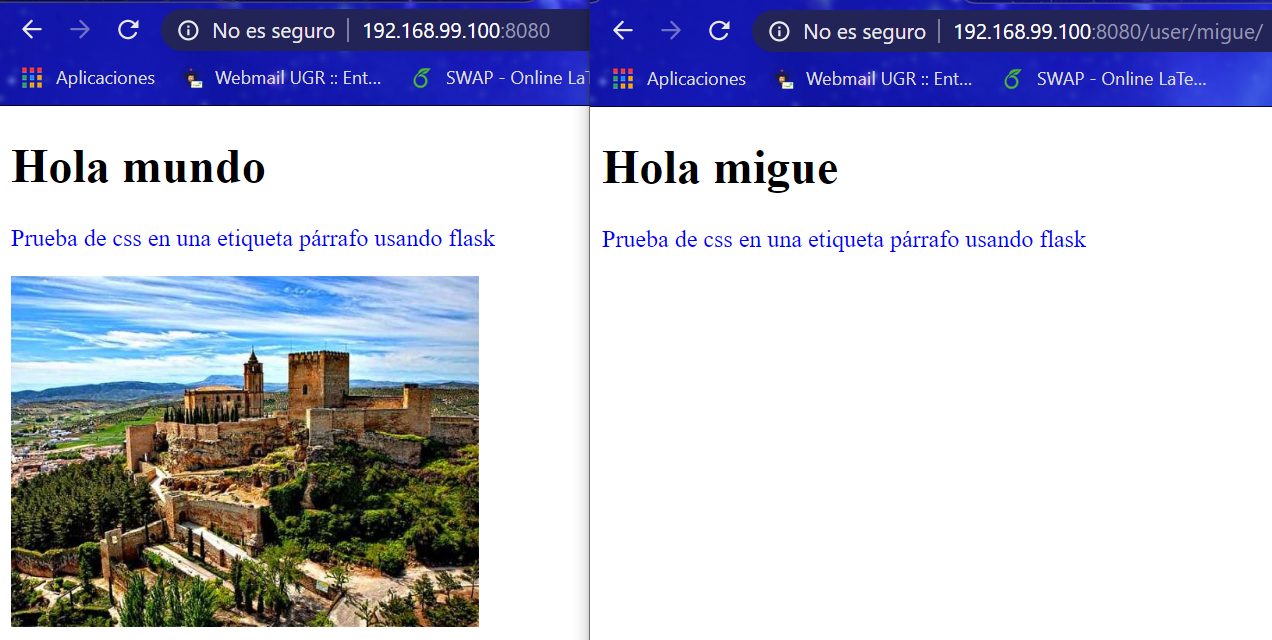 No es seguro | 192.168.99.100:8080
Aplicaciones Webmail UGR :: Ent... SWAP - Online LaT
Hola mundo
Prueba de css en una etiqueta párrafo usando flask
No es seguro | 192.168.99.100:8080/user/migue/
Aplicaciones Webmail UGR :: Ent... SWAP - Online LaTe...
Hola migue
Prueba de css en una etiqueta párrafo usando flask